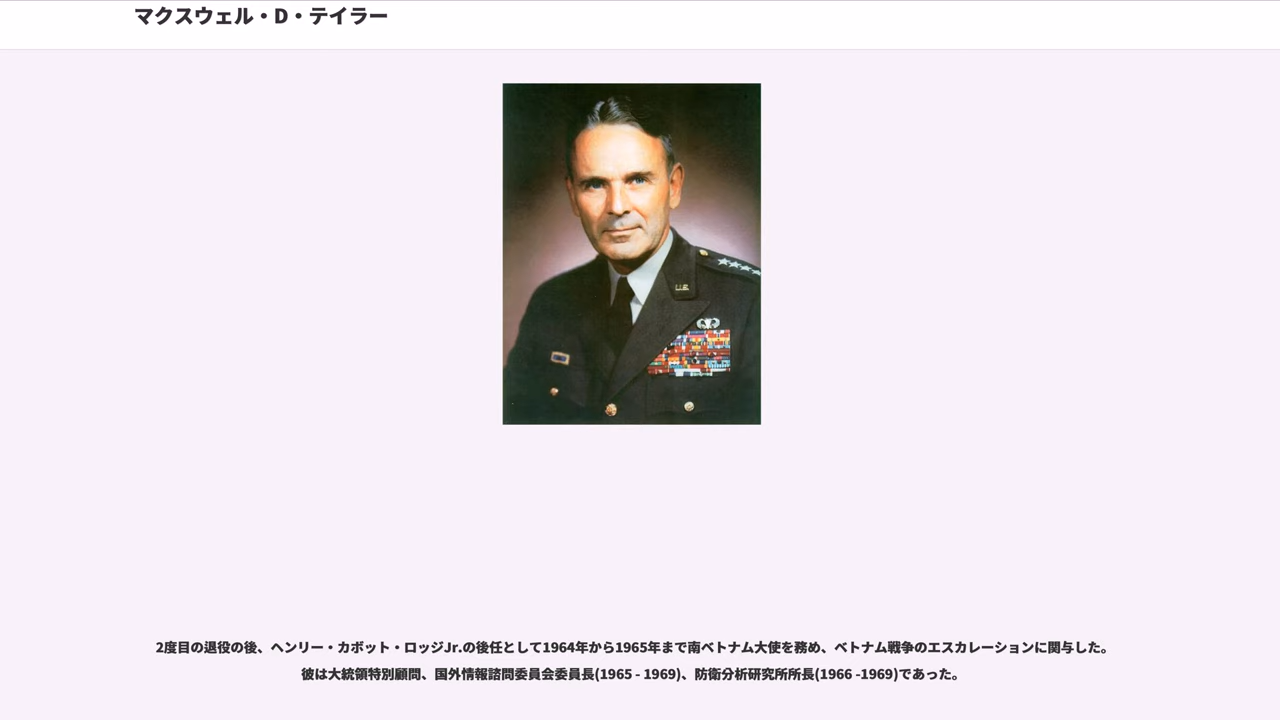 マクスウェル・D・テイラー
U.S.
2度目の退役の後、ヘンリー・カボット・ロッジJr.の後任として1964年から1965年まで南ベトナム大使を務め、ベトナム戦争のエスカレーションに関与した。
彼は大統領特別顧問、国外情報諮問委員会委員長(1965 - 1969)、防衛分析研究所所長(1966 -1969)であった。